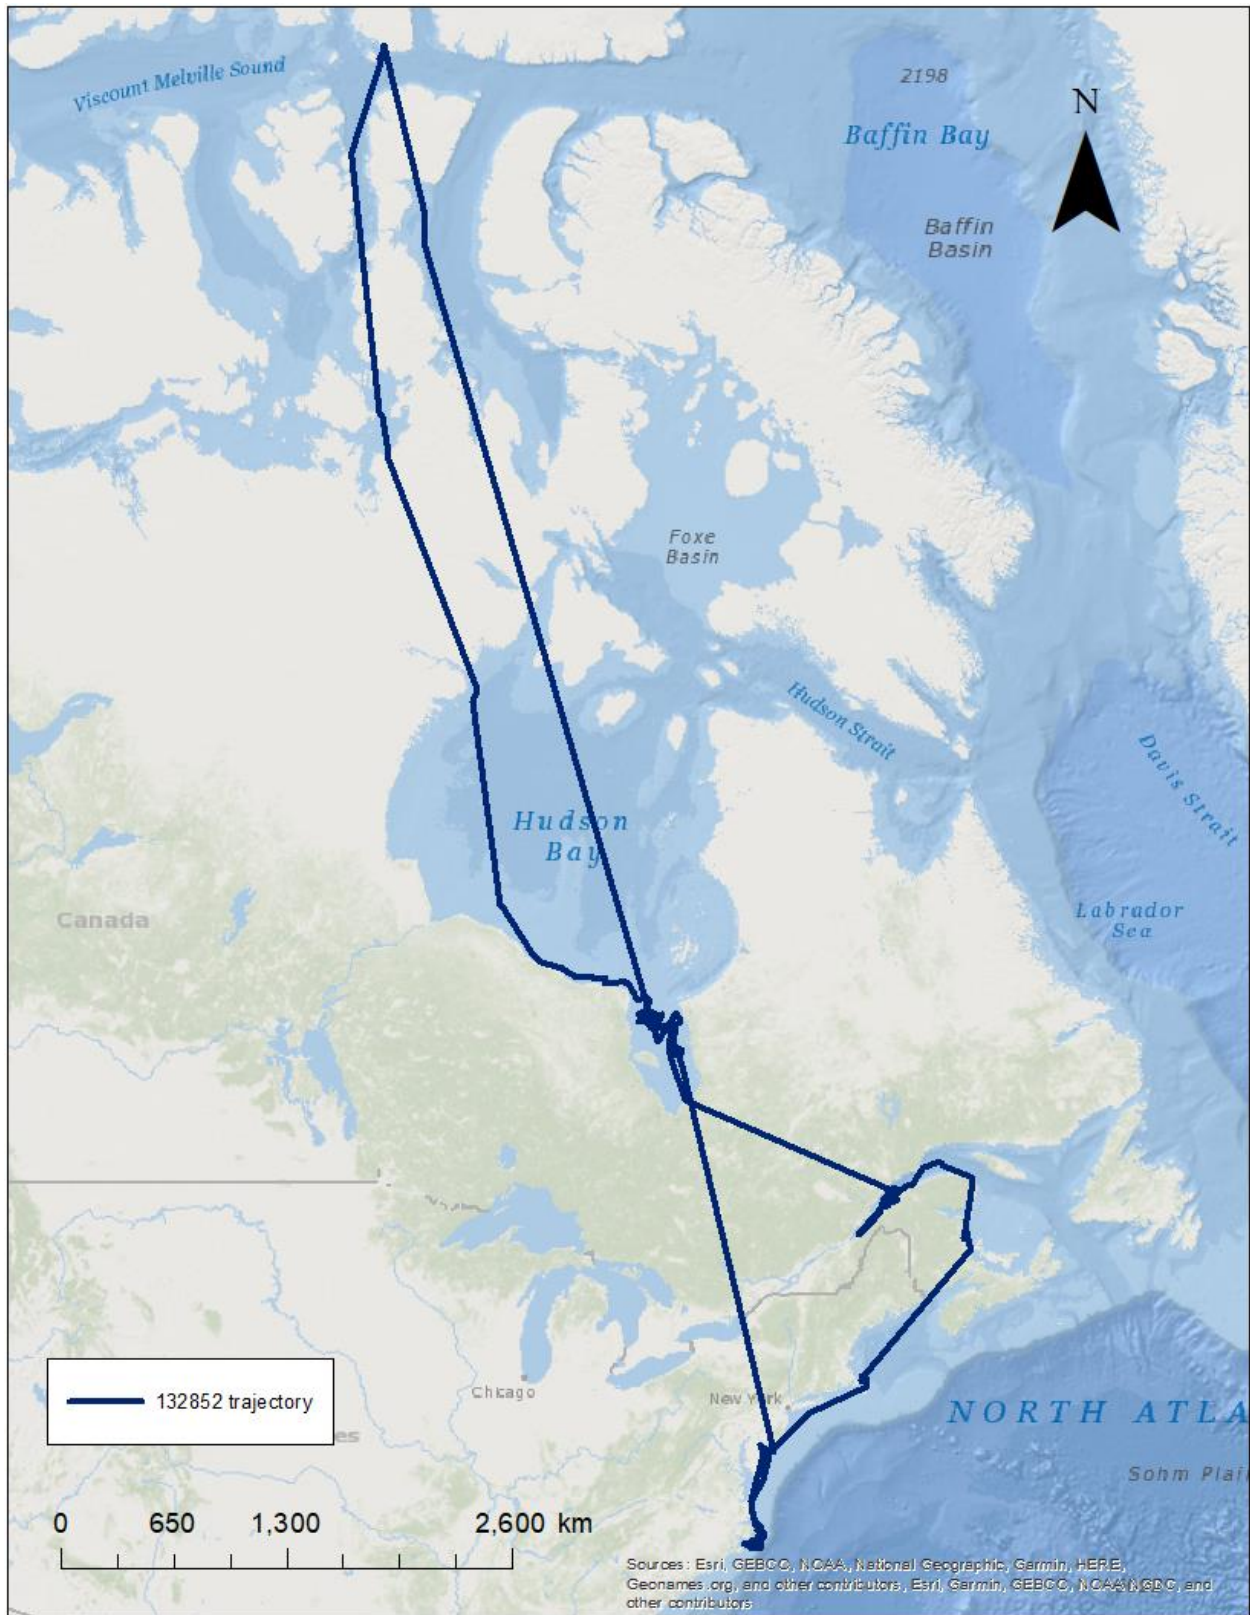 Viscount Melville Sound
2198
Baffin Bay
N
Baffin
Basin
Foxe
Basin
Hudson Strait
Davis Strait
Hudson
Bay
Labrador
Sea
Canada
Chicago
New York
NORTH ATLA
Sohm Plai
132852 trajectory
es
0 650 1,300 2,600 km
Sources: Esri, GEBCO, NOAA, National Geographic, Garmin, HERE,
Geonames.org, and other contributors, Esri, Garmin, GEBCO, NOAA NGDC, and
other contributors